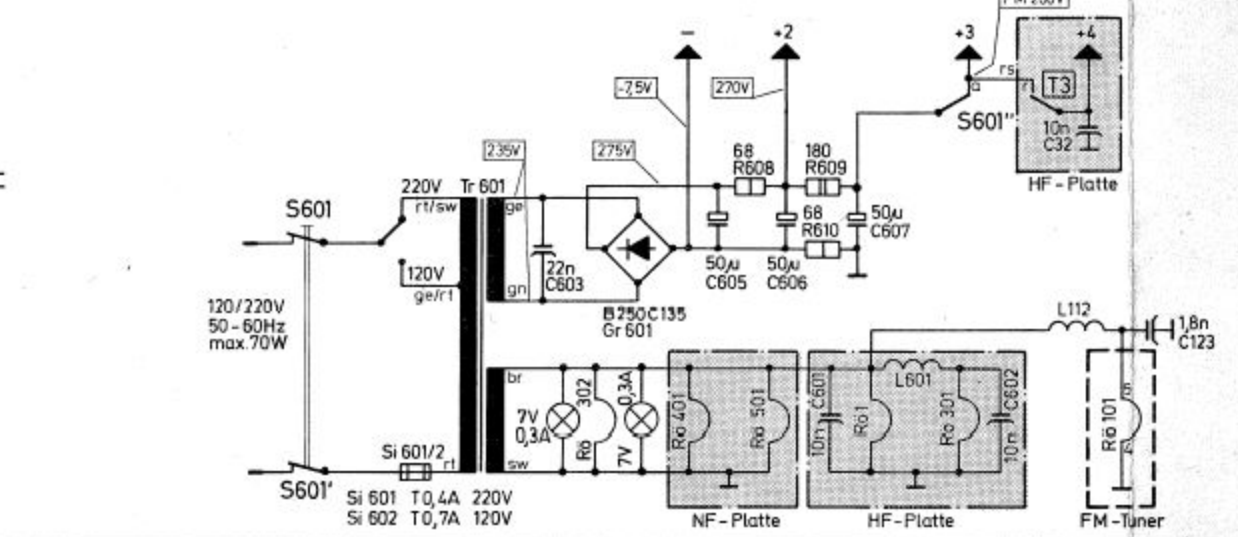 -
+2
+3
+4
-7,5V
270V
rs
a
r
T3
S601"
10n
C32
HF-Platte
235V
275V
68
R608
180
R609
68
R610
50µ
C607
50µ
C605
50µ
C606
S601
220V
rt/sw
Tr 601
ge
22n
C603
gn
B250C135
Gr 601
120V
ge/rt
120/220V
50-60Hz
max.70W
Si 601/2
rt
S601'
Si 601 T0,4A 220V
Si 602 T0,7A 120V
br
sw
7V
0,3A
Rö 302
0,3A
7V
Rö 401
Rö 501
NF-Platte
C601
10n
Rö1
L601
Rö 301
C602
10n
HF-Platte
L112
1,8n
C123
Rö 101
FM-Tuner